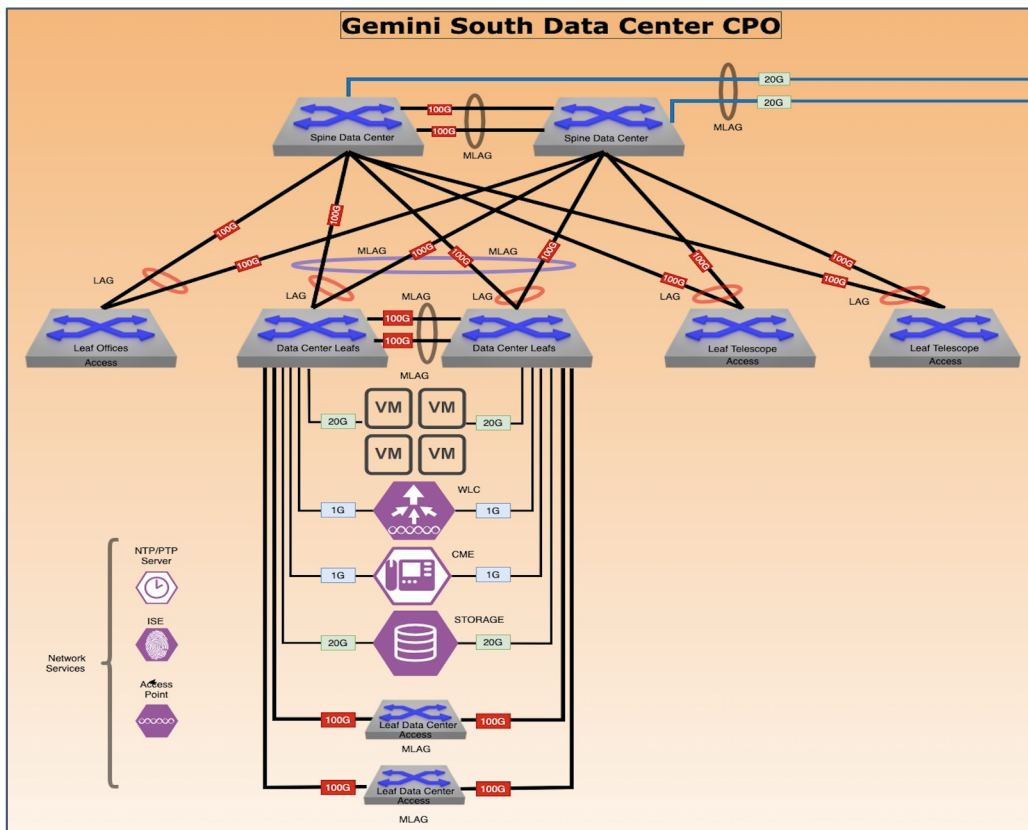 Gemini South Data Center CPO
20G
20G
MLAG
100G
100G
MLAG
Spine Data Center
Spine Data Center
100G
100G
100G
100G
100G
100G
100G
100G
100G
100G
MLAG
MLAG
LAG
LAG
LAG
LAG
LAG
MLAG
100G
100G
MLAG
Leaf Offices
Access
Data Center Leafs
Data Center Leafs
Leaf Telescope
Access
Leaf Telescope
Access
20G
VM
VM
20G
VM
VM
WLC
1G
1G
CME
1G
1G
STORAGE
20G
20G
100G
Leaf Data Center
Access
100G
MLAG
100G
Leaf Data Center
Access
100G
MLAG
Network
Services
NTP/PTP
Server
ISE
Access
Point